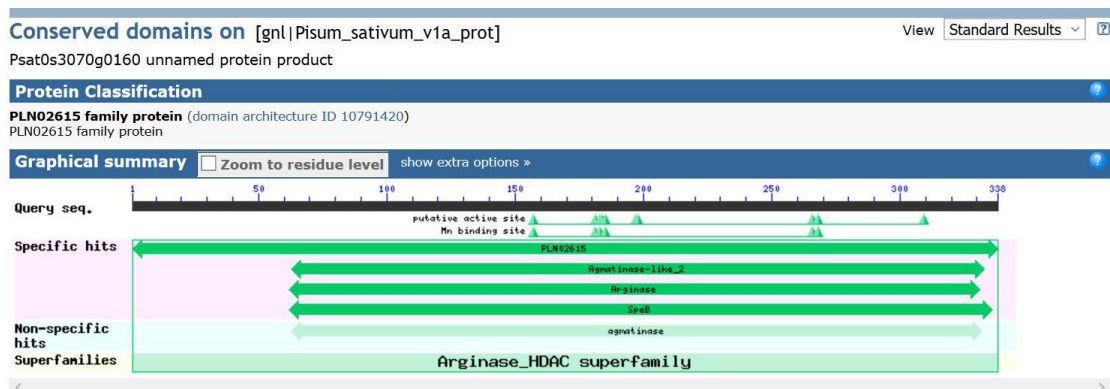 Conserved domains on [gnl|Pisum_sativum_v1a_prot]
View Standard Results
Psat0s3070g0160 unnamed protein product
Protein Classification
PLN02615 family protein (domain architecture ID 10791420)
PLN02615 family protein
Graphical summary Zoom to residue level show extra options »
1 50 100 150 200 250 300 338
Query seq.
putative active site
Mn binding site
Specific hits
PLN02615
Agmatinase-like_2
Arginase
SpeB
Non-specific
hits
agmatinase
Superfamilies
Arginase_HDAC superfamily